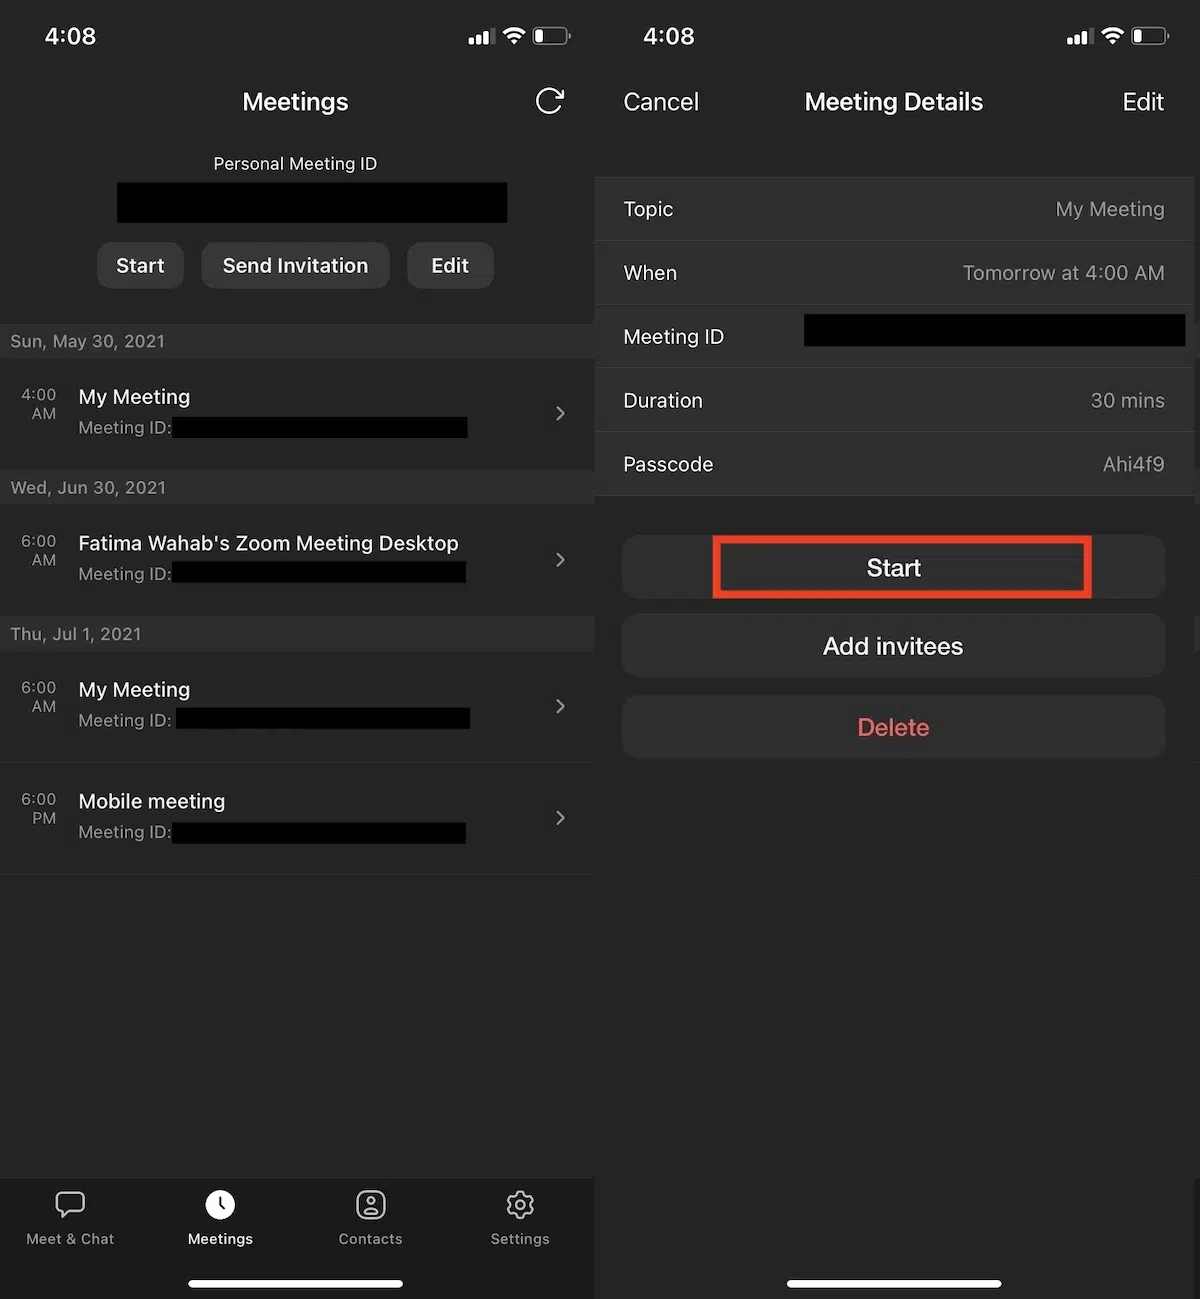 4:08
Meetings
Personal Meeting ID
Start
Send Invitation
Edit
Sun, May 30, 2021
4:00 AM
My Meeting
Meeting ID:
Wed, Jun 30, 2021
6:00 AM
Fatima Wahab's Zoom Meeting Desktop
Meeting ID:
Thu, Jul 1, 2021
6:00 AM
My Meeting
Meeting ID:
6:00 PM
Mobile meeting
Meeting ID:
Meet & Chat
Meetings
Contacts
Settings
4:08
Cancel
Meeting Details
Edit
Topic
My Meeting
When
Tomorrow at 4:00 AM
Meeting ID
Duration
30 mins
Passcode
Ahi4f9
Start
Add invitees
Delete